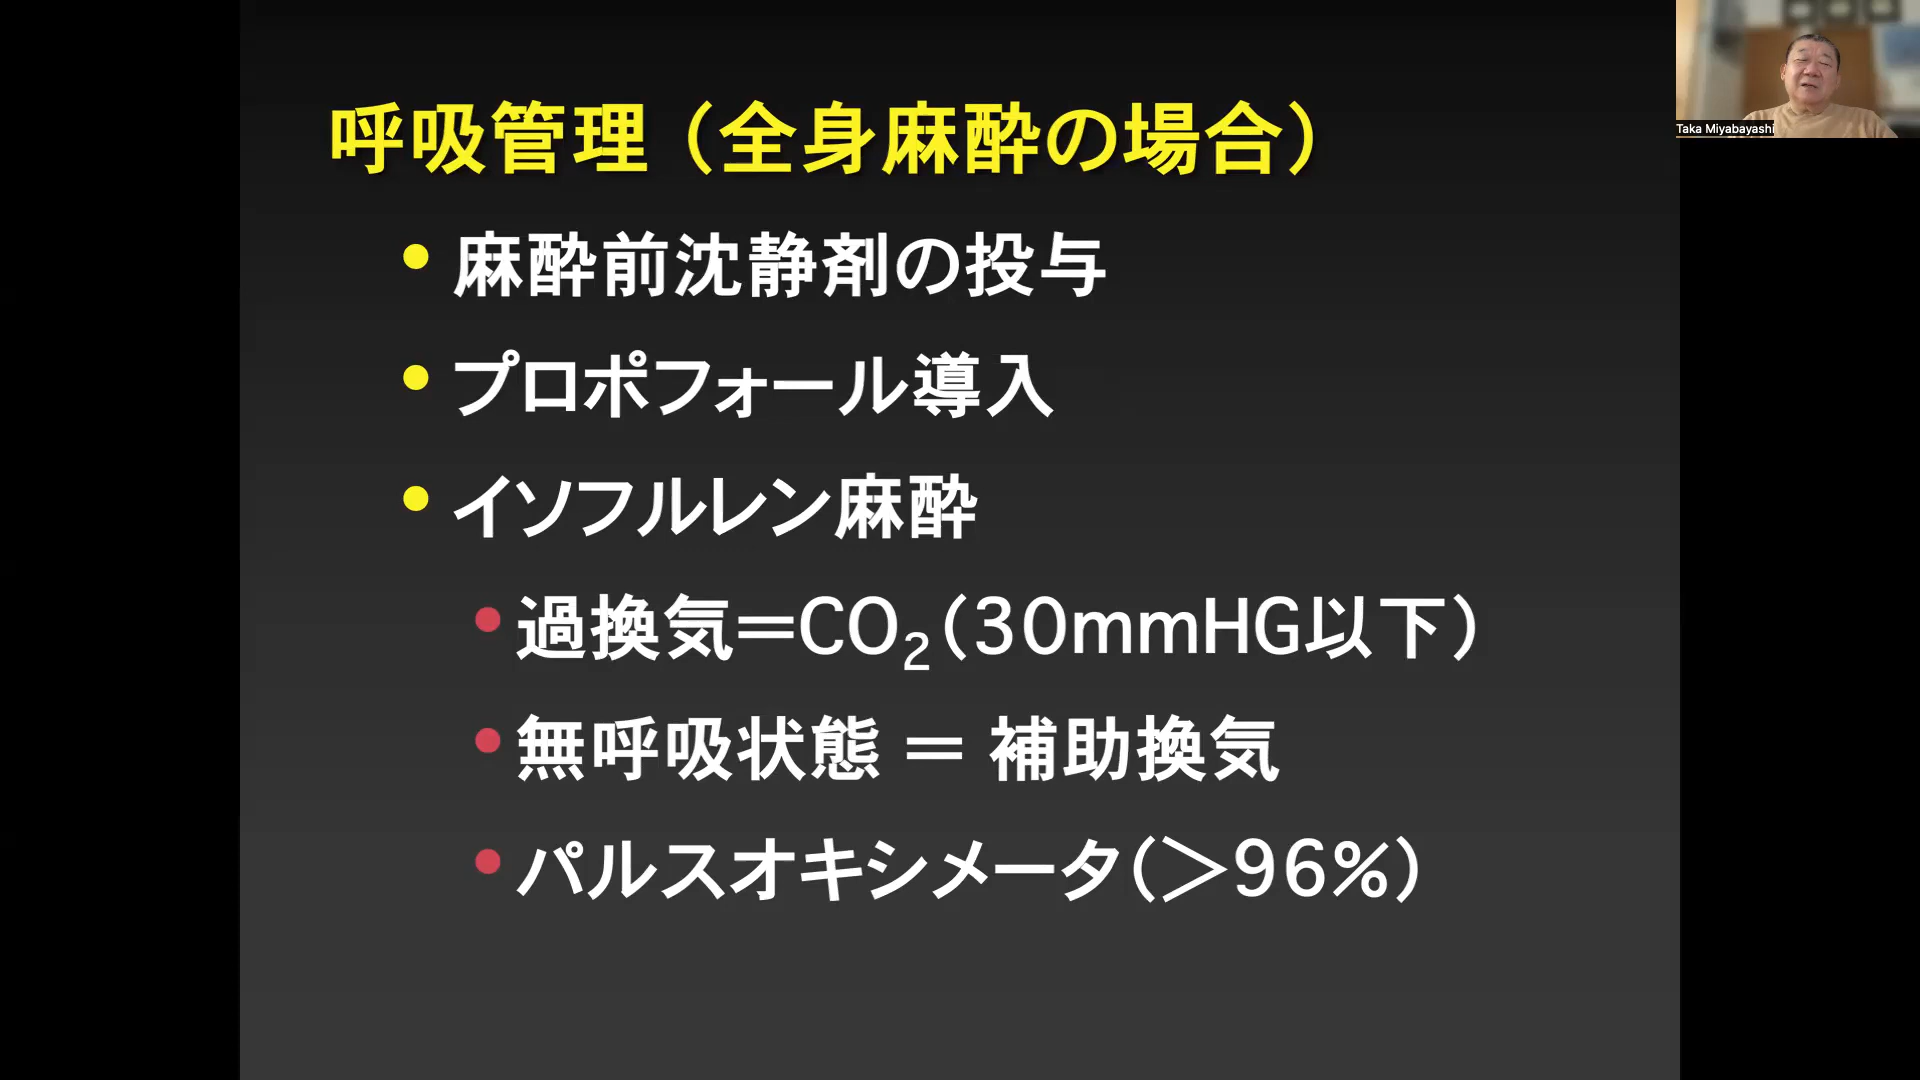 呼吸管理（全身麻酔の場合）
麻酔前沈静剤の投与
プロポフォール導入
イソフルレン麻酔
過換気＝CO₂（30mmHG以下）
無呼吸状態 ＝ 補助換気
パルスオキシメータ（＞96％）
Taka Miyabayashi